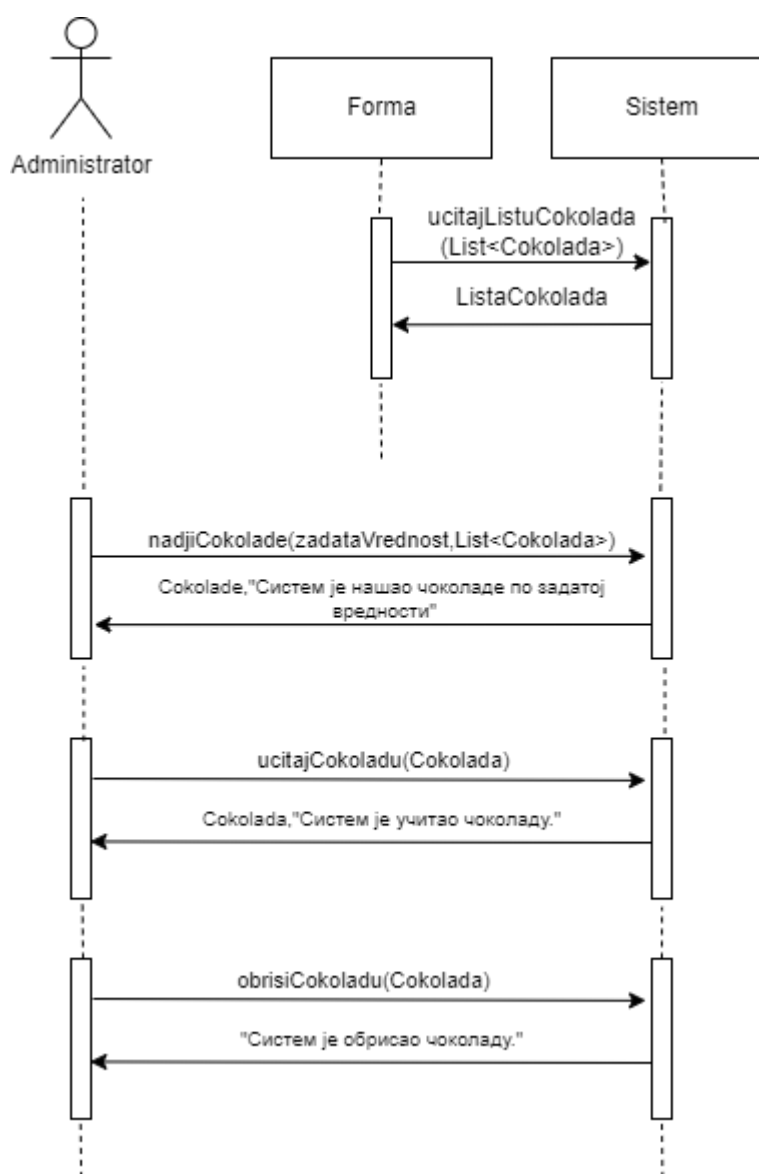 Forma
Sistem
Administrator
ucitajListuCokolada
(List<Cokolada>)
ListaCokolada
nadjiCokolade(zadataVrednost,List<Cokolada>)
Cokolade,"Систем је нашао чоколаде по задатој
вредности"
ucitajCokoladu(Cokolada)
Cokolada,"Систем је учитао чоколаду."
obrisiCokoladu(Cokolada)
"Систем је обрисао чоколаду."